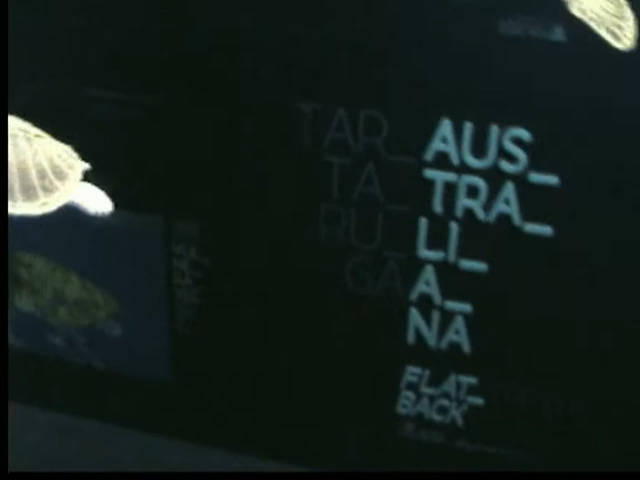 TAR_
TA_
RU_
GA
AUS_
TRA_
LI_
A_
NA
FLAT_
BACK